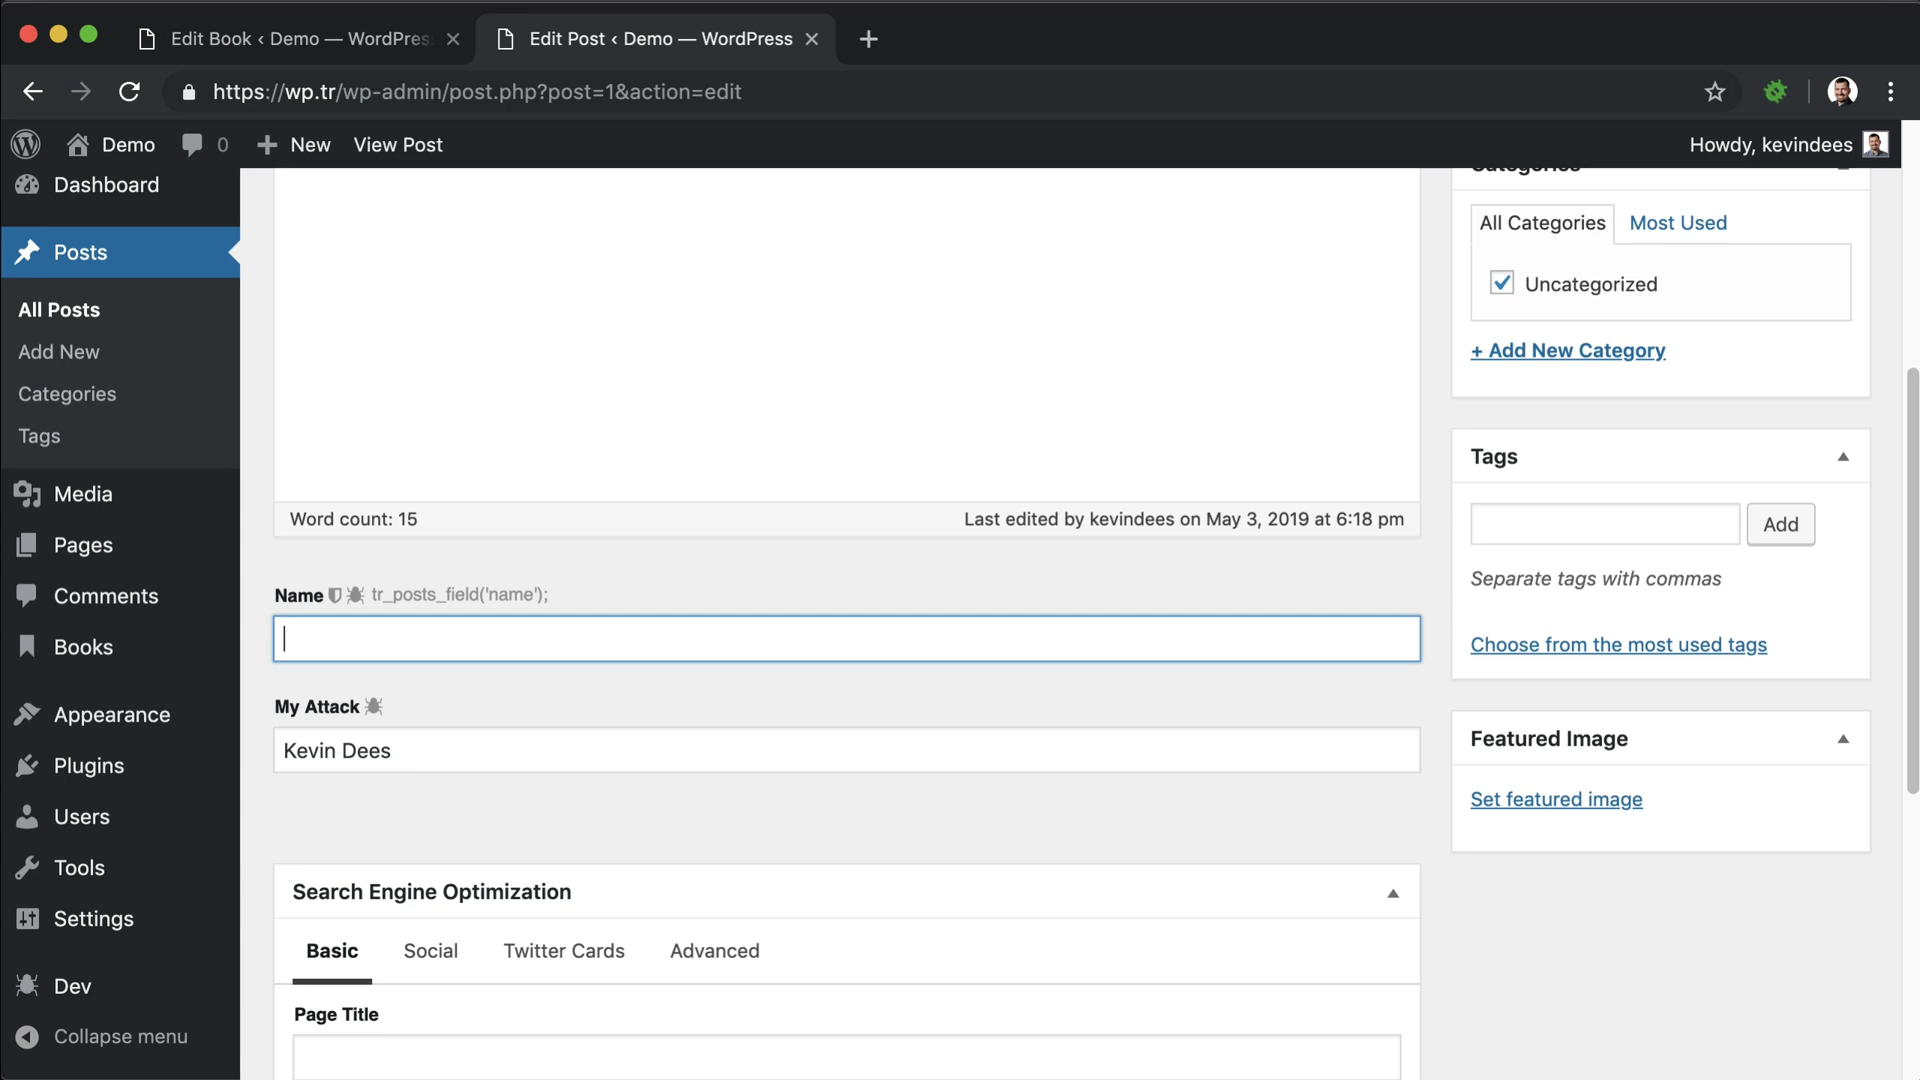 Edit Book ‹ Demo — WordPres
Edit Post ‹ Demo — WordPress
https://wp.tr/wp-admin/post.php?post=1&action=edit
Demo
0
New
View Post
Howdy, kevindees
Dashboard
Posts
All Posts
Add New
Categories
Tags
Media
Pages
Comments
Books
Appearance
Plugins
Users
Tools
Settings
Dev
Collapse menu
Word count: 15
Last edited by kevindees on May 3, 2019 at 6:18 pm
Name tr_posts_field('name');
My Attack
Kevin Dees
Search Engine Optimization
Basic
Social
Twitter Cards
Advanced
Page Title
Categories
All Categories
Most Used
Uncategorized
+ Add New Category
Tags
Add
Separate tags with commas
Choose from the most used tags
Featured Image
Set featured image